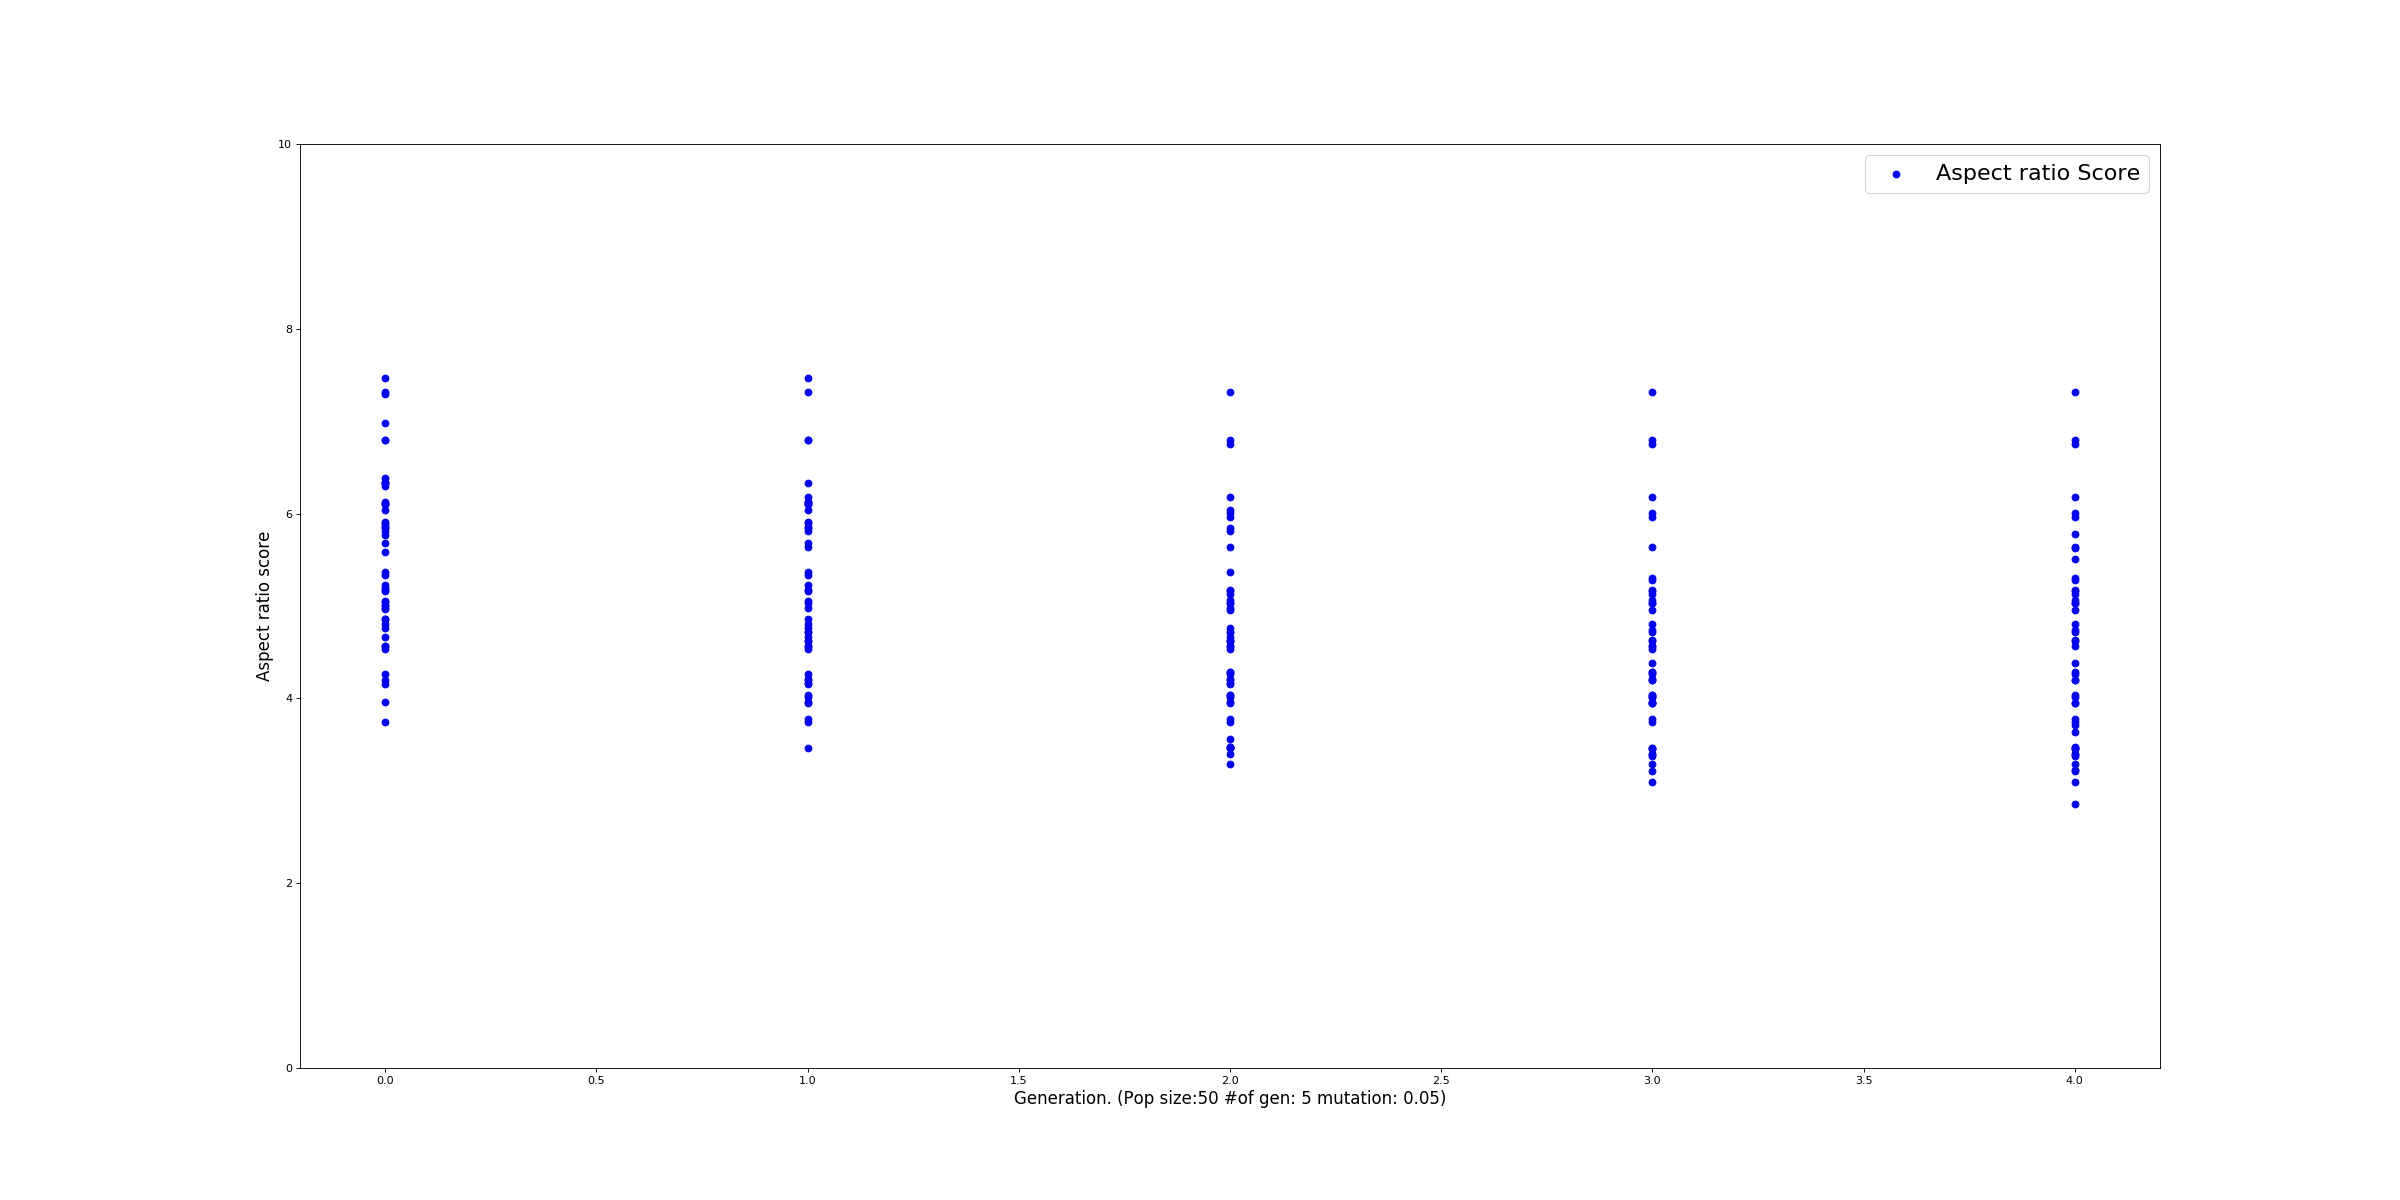 Aspect ratio Score
10
8
6
4
2
0
Aspect ratio score
0.0 0.5 1.0 1.5 2.0 2.5 3.0 3.5 4.0
Generation. (Pop size:50 #of gen: 5 mutation: 0.05)